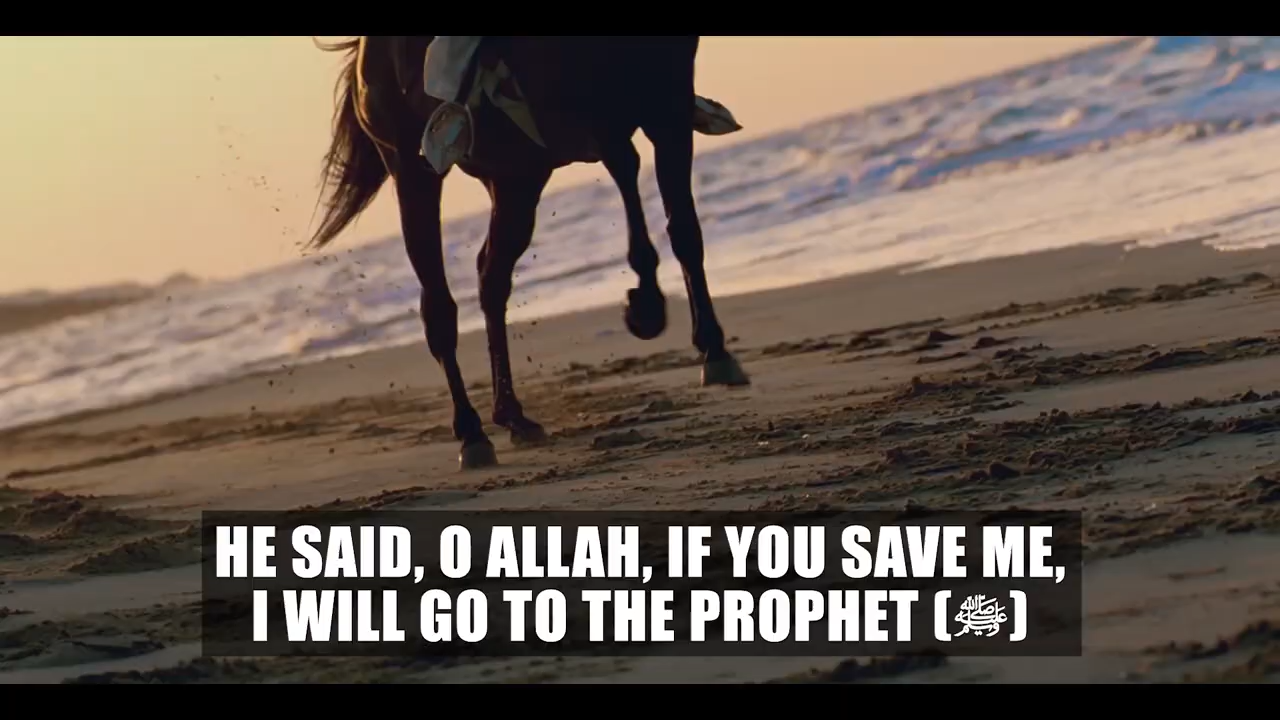 HE SAID, O ALLAH, IF YOU SAVE ME,
I WILL GO TO THE PROPHET (ﷺ)